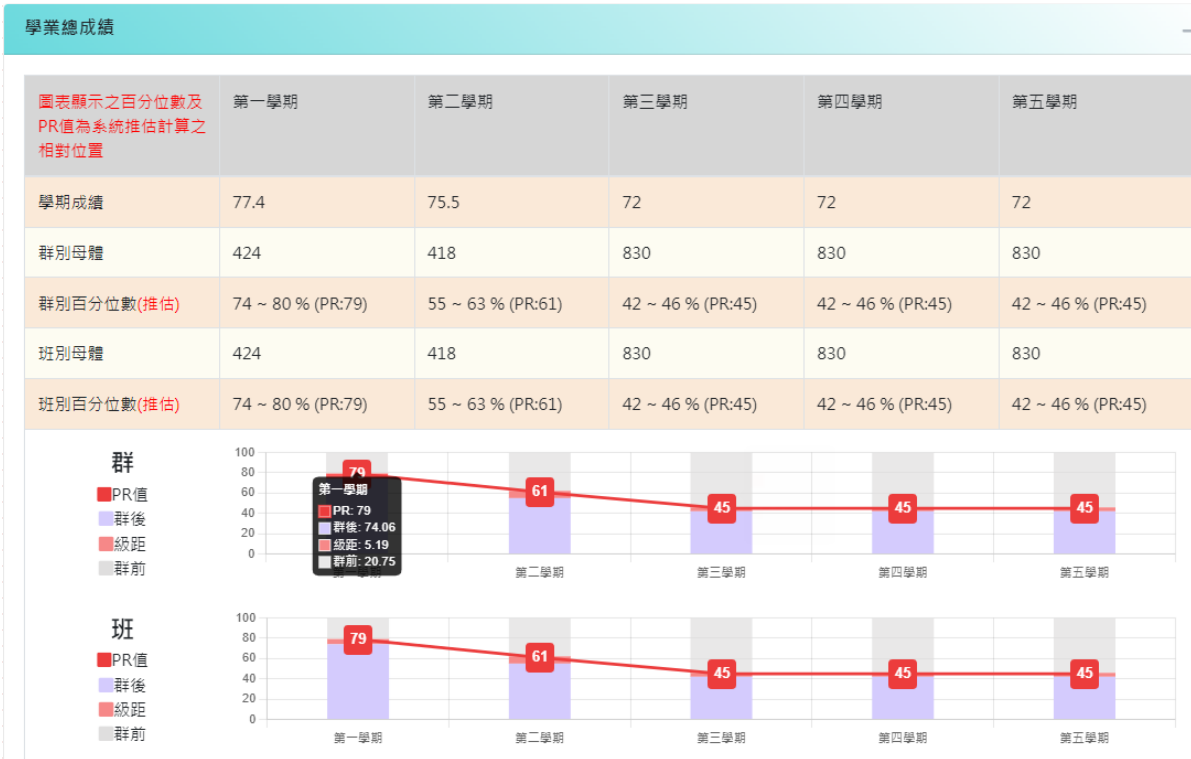 學業總成績
圖表顯示之百分位數及 第一學期 第二學期 第三學期 第四學期 第五學期
PR值為系統推估計算之
相對位置
學期成績 77.4 75.5 72 72 72
群別母體 424 418 830 830 830
群別百分位數(推估) 74 ~ 80 % (PR:79) 55 ~ 63 % (PR:61) 42 ~ 46 % (PR:45) 42 ~ 46 % (PR:45) 42 ~ 46 % (PR:45)
班別母體 424 418 830 830 830
班別百分位數(推估) 74 ~ 80 % (PR:79) 55 ~ 63 % (PR:61) 42 ~ 46 % (PR:45) 42 ~ 46 % (PR:45) 42 ~ 46 % (PR:45)
群
PR值
群後
級距
群前
100
80
60
40
20
0
79 61 45 45 45
第一學期
PR: 79
群後: 74.06
級距: 5.19
群前: 20.75
第一學期 第二學期 第三學期 第四學期 第五學期
班
PR值
群後
級距
群前
100
80
60
40
20
0
79 61 45 45 45
第一學期 第二學期 第三學期 第四學期 第五學期